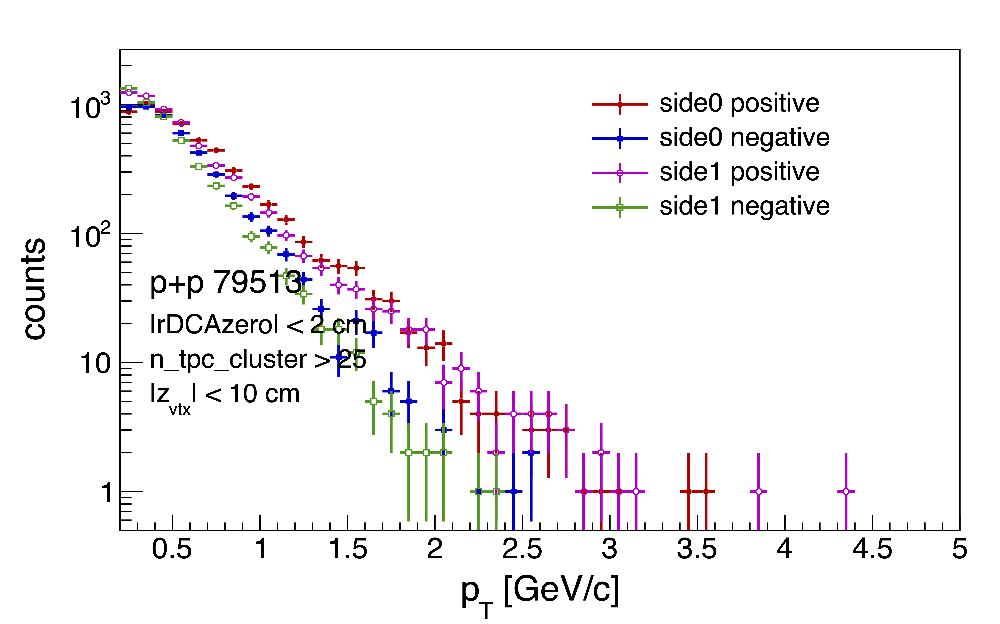 side0 positive
side0 negative
side1 positive
side1 negative
10³
10²
10
1
counts
p+p 79513
|rDCAzero| < 2 cm
n_tpc_cluster > 25
|z_vtx| < 10 cm
0.5 1 1.5 2 2.5 3 3.5 4 4.5 5
p_T [GeV/c]